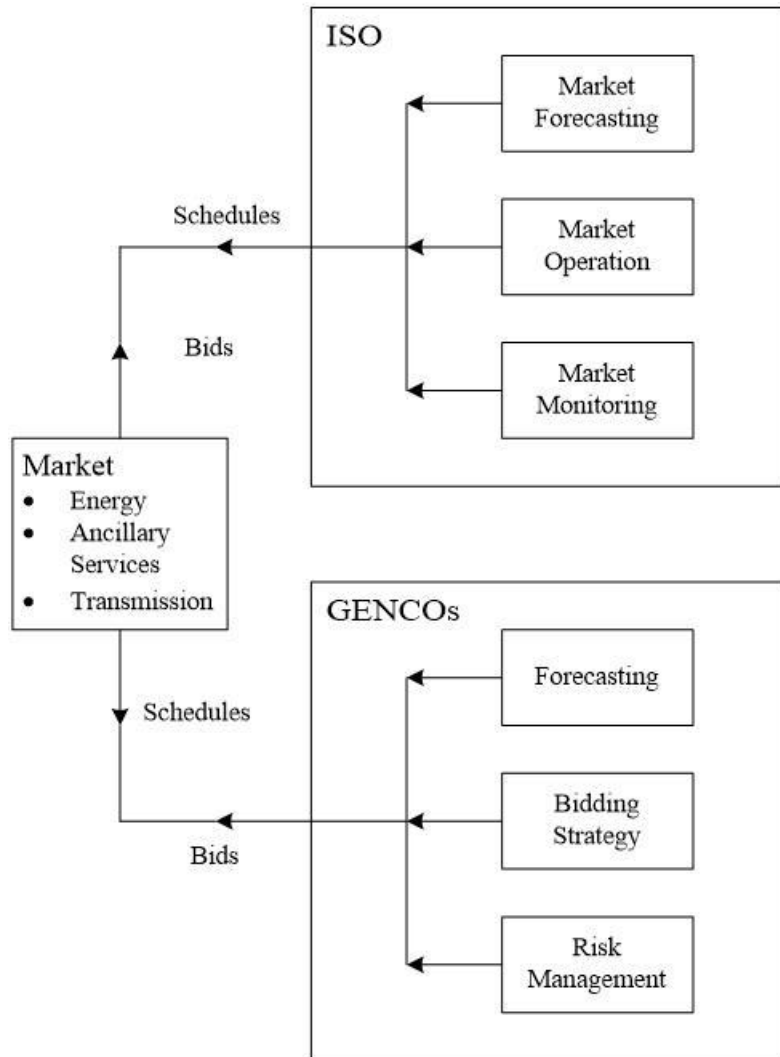 ISO
Market
Forecasting
Schedules
Market
Operation
Bids
Market
Monitoring
Market
• Energy
• Ancillary
Services
• Transmission
GENCOs
Forecasting
Schedules
Bidding
Strategy
Bids
Risk
Management